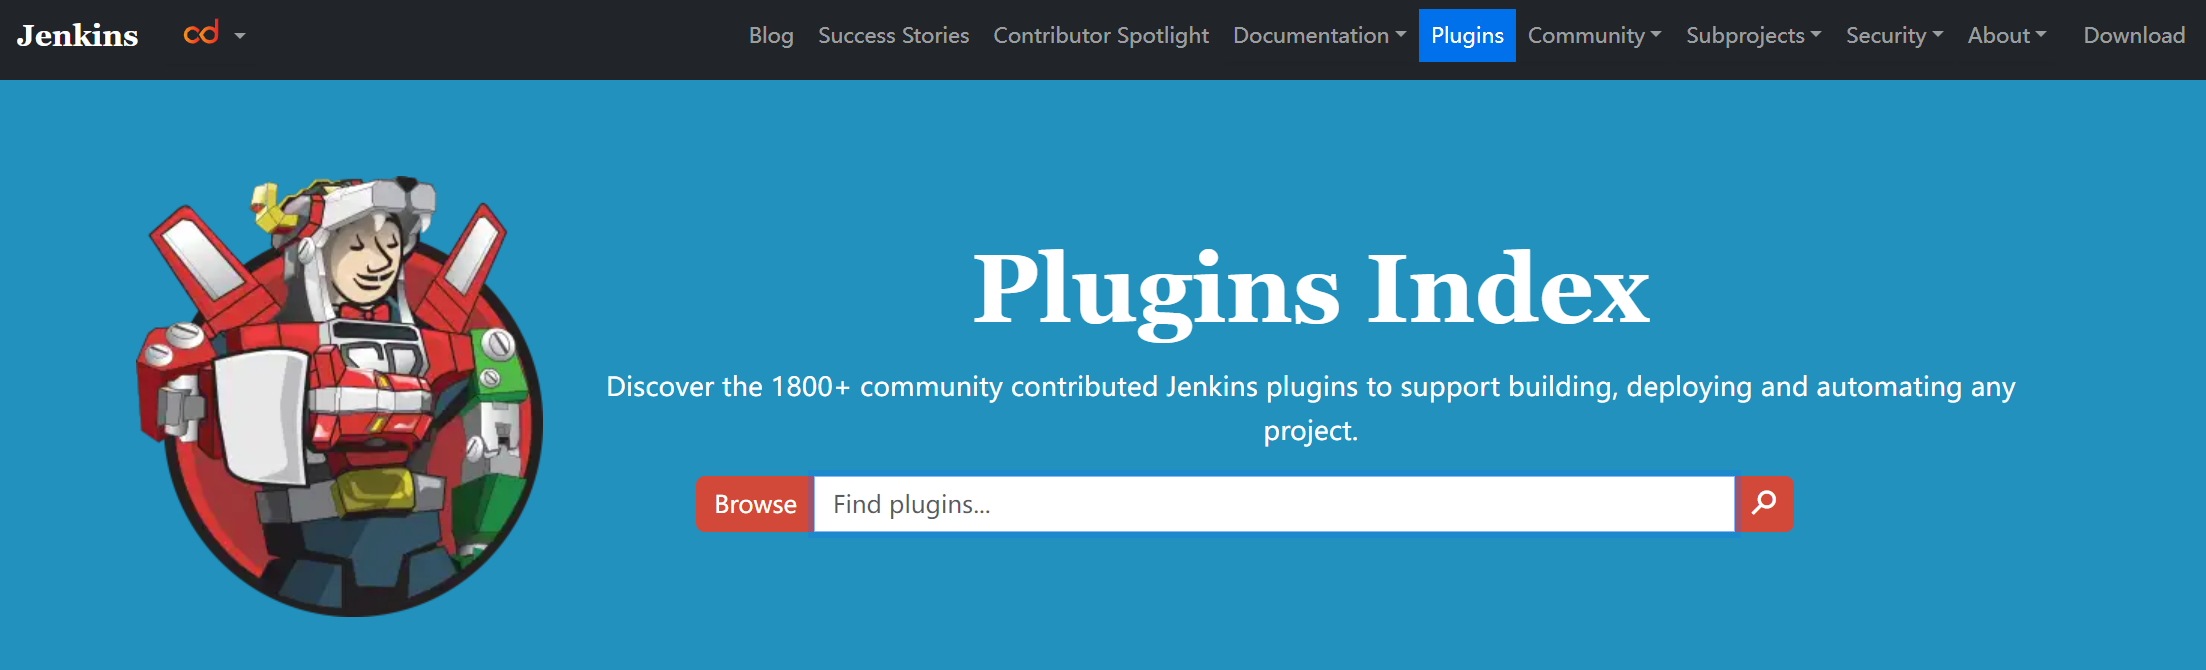 Jenkins cd Blog Success Stories Contributor Spotlight Documentation Plugins Community Subprojects Security About Download
Plugins Index
Discover the 1800+ community contributed Jenkins plugins to support building, deploying and automating any
project.
Browse Find plugins...